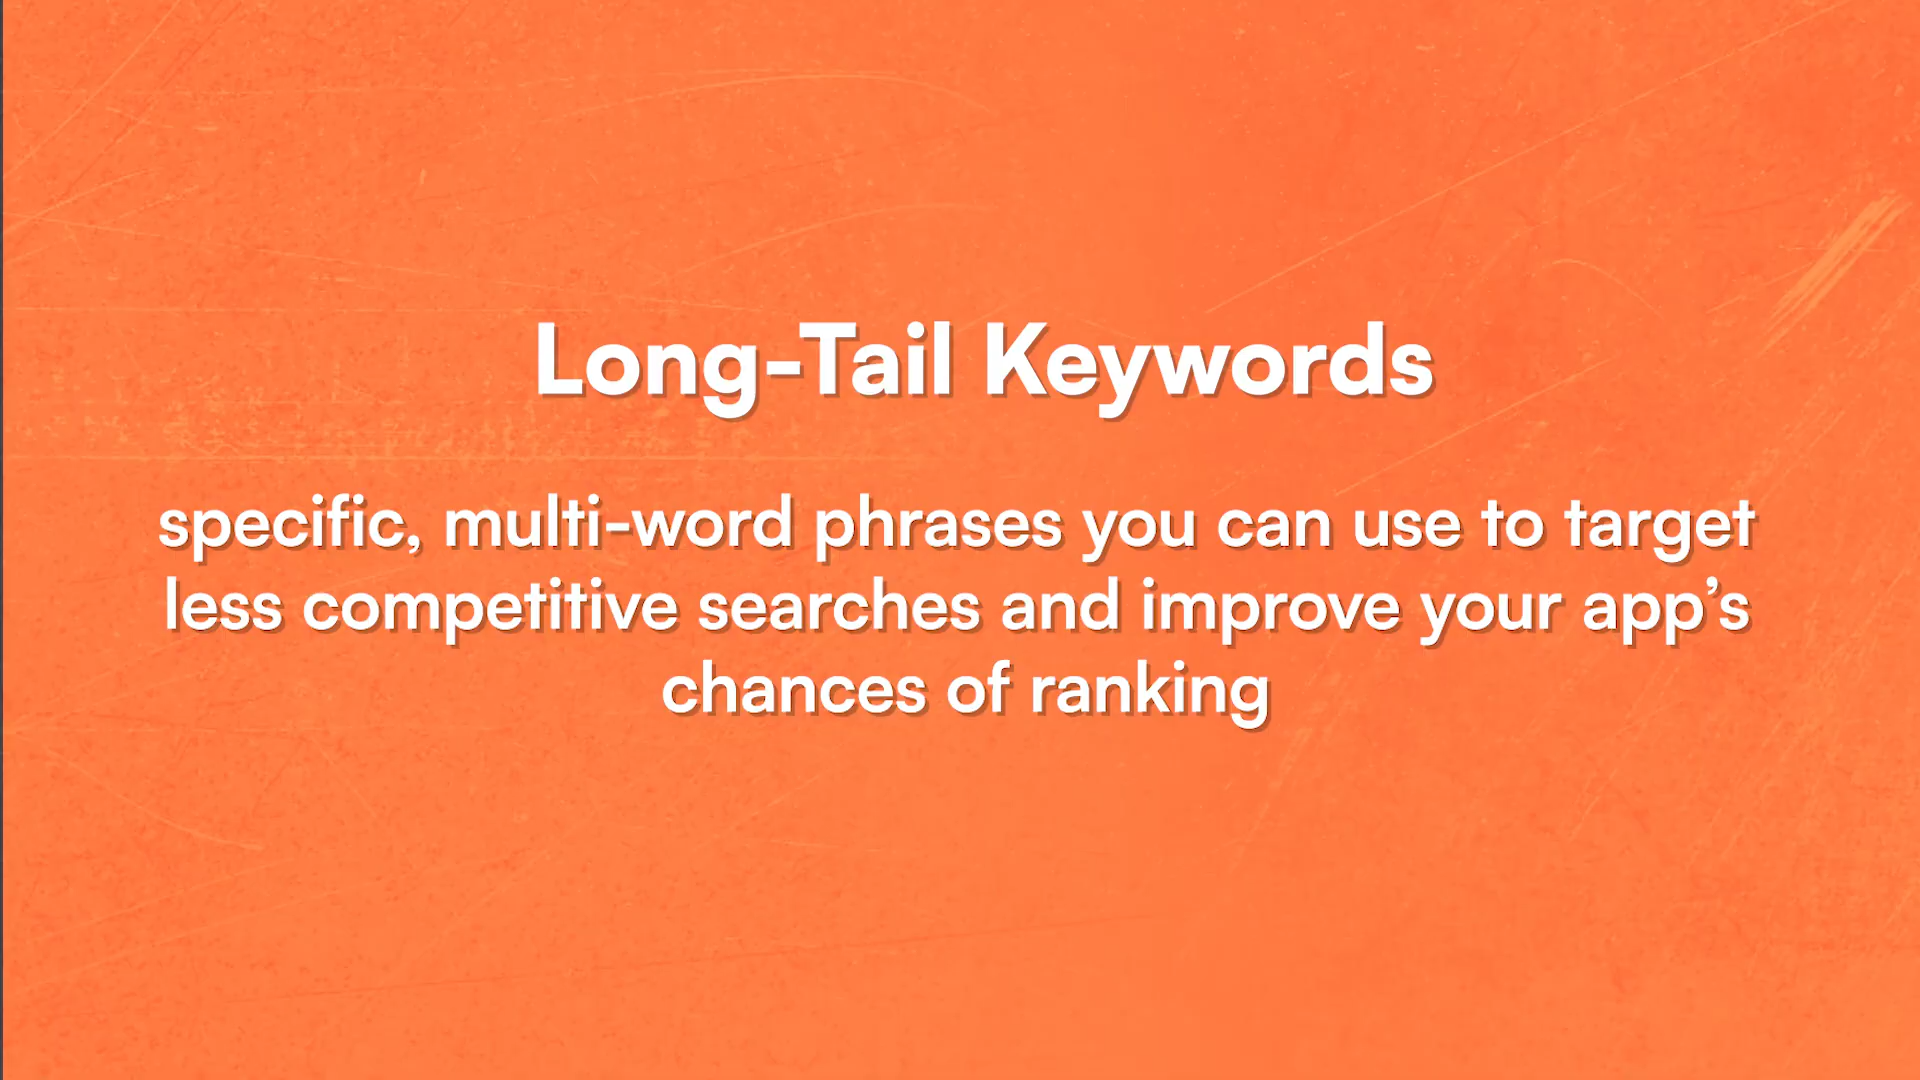 Long-Tail Keywords
specific, multi-word phrases you can use to target
less competitive searches and improve your app’s
chances of ranking